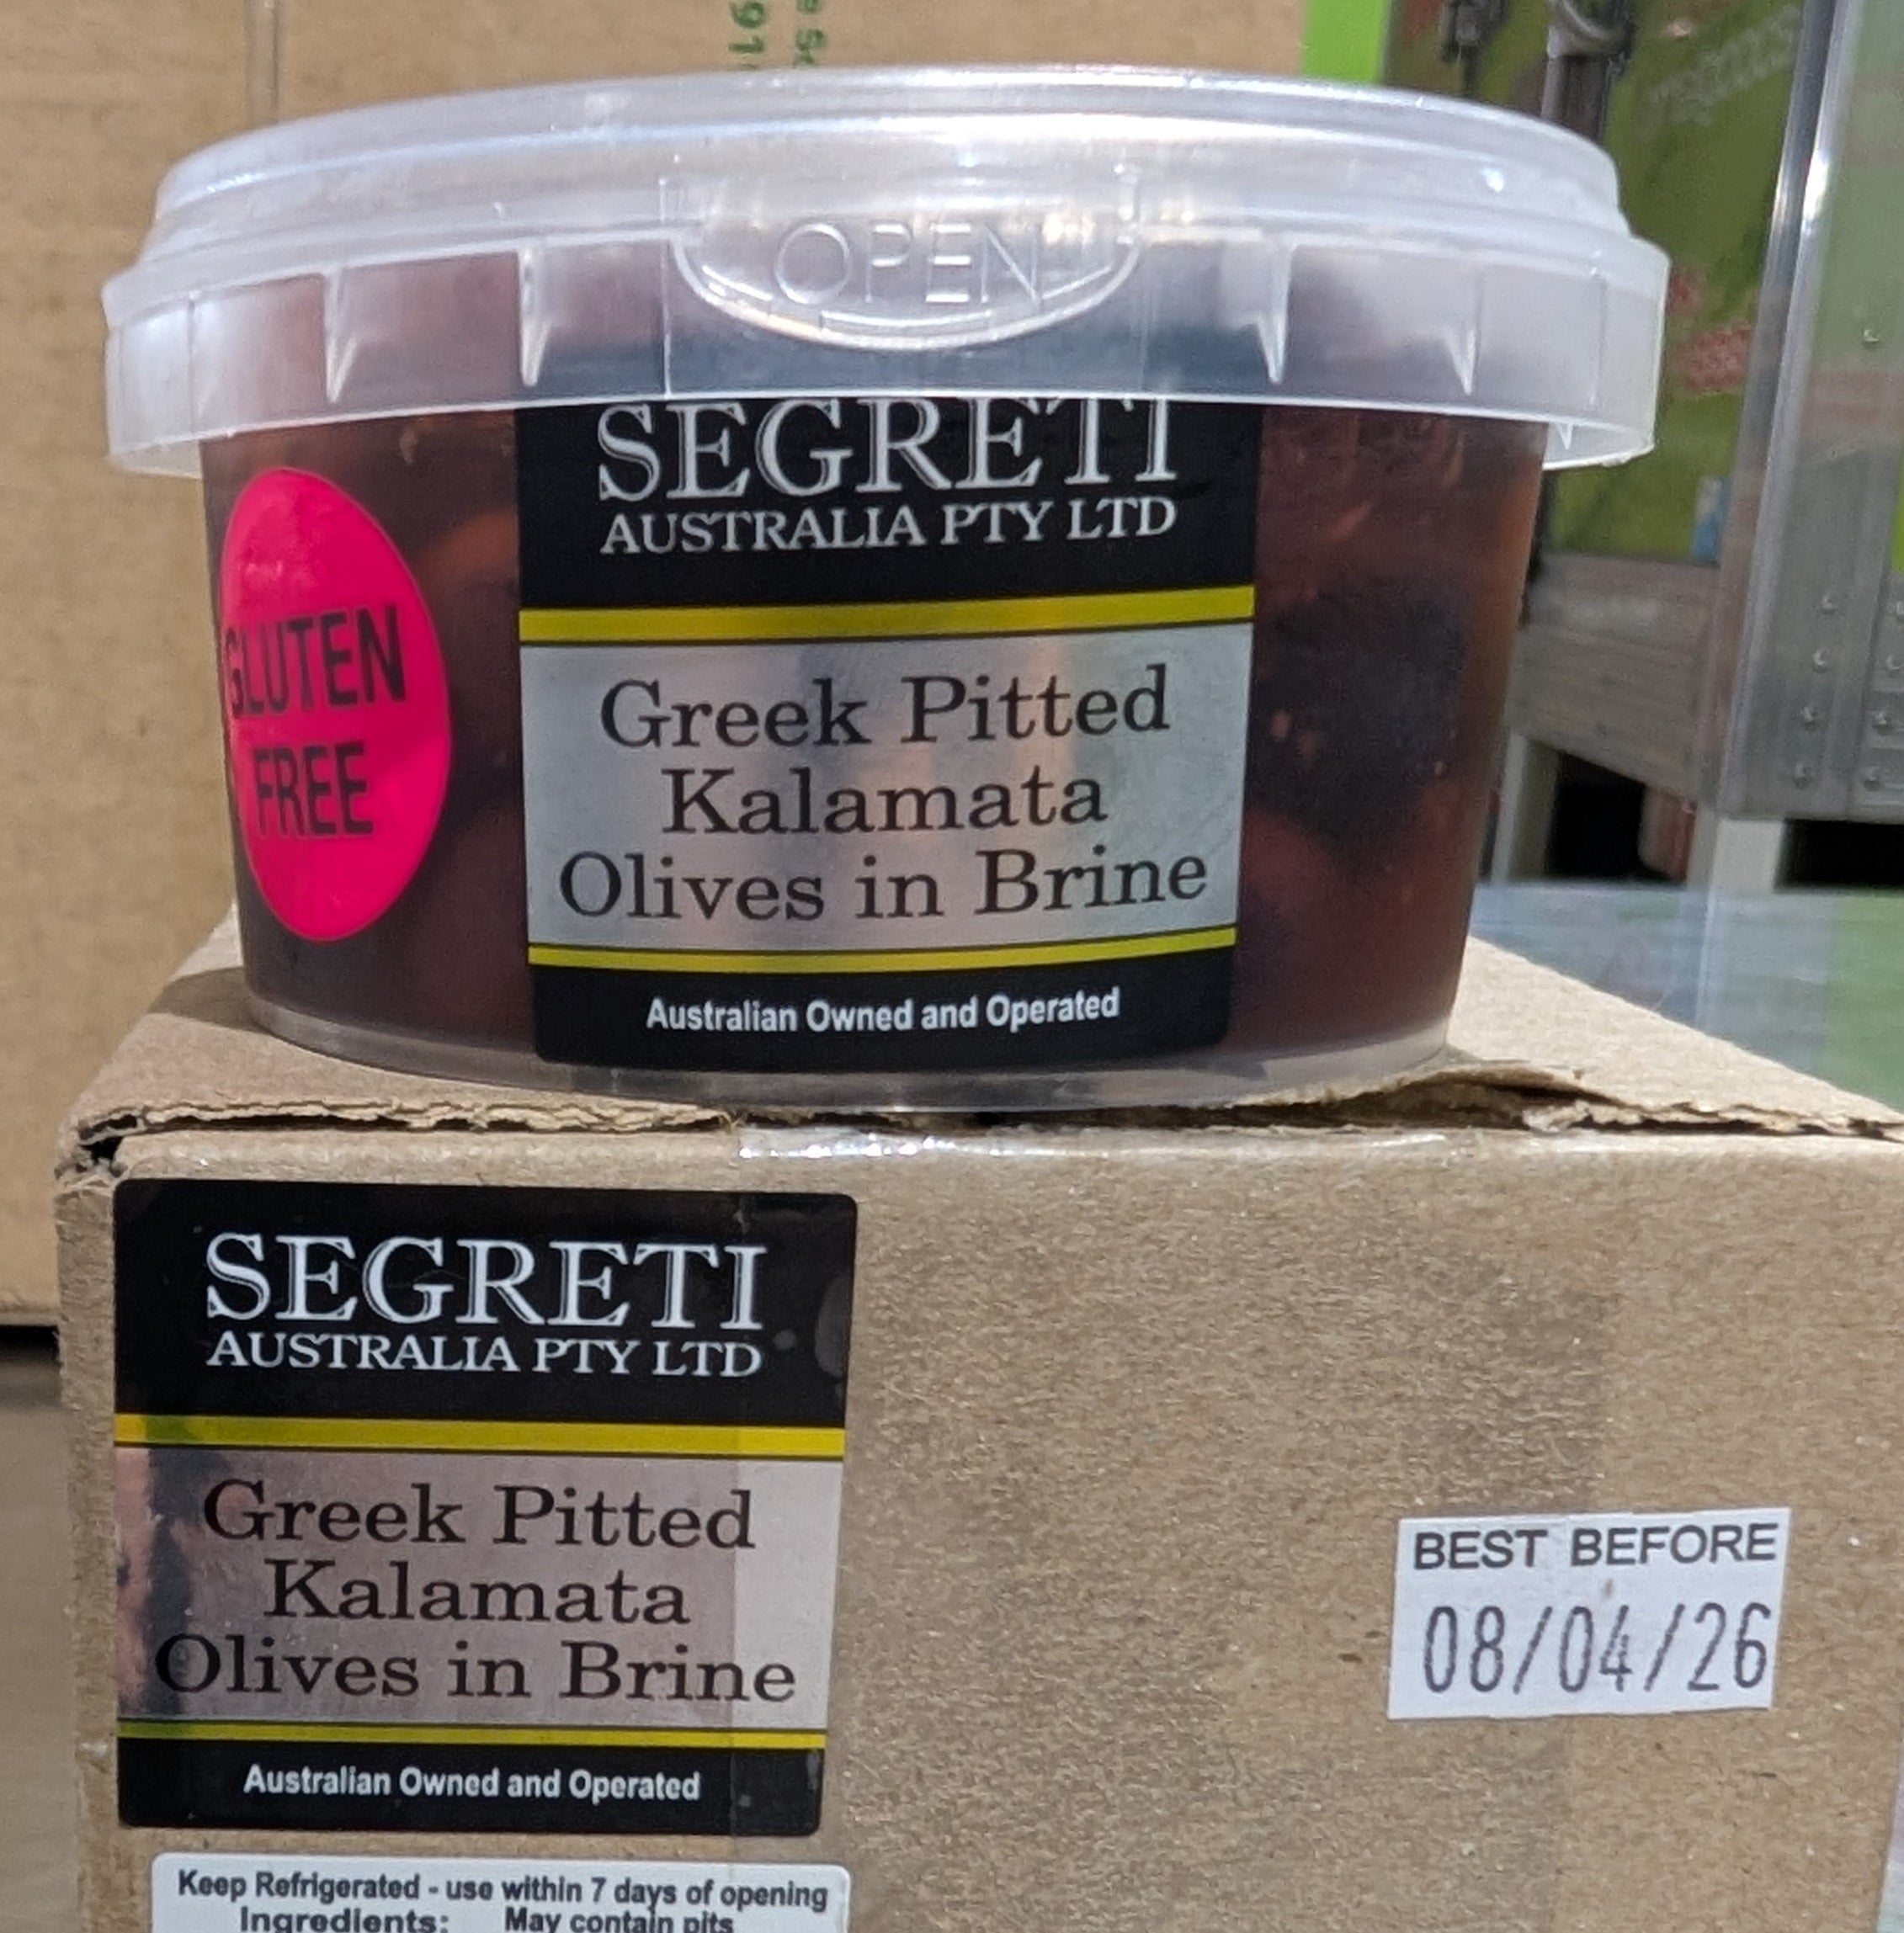 OPEN
SEGRETI
AUSTRALIA PTY LTD
GLUTEN
FREE
Greek Pitted
Kalamata
Olives in Brine
Australian Owned and Operated
SEGRETI
AUSTRALIA PTY LTD
Greek Pitted
Kalamata
Olives in Brine
Australian Owned and Operated
BEST BEFORE
08/04/26
Keep Refrigerated - use within 7 days of opening
Ingredients: May contain pits